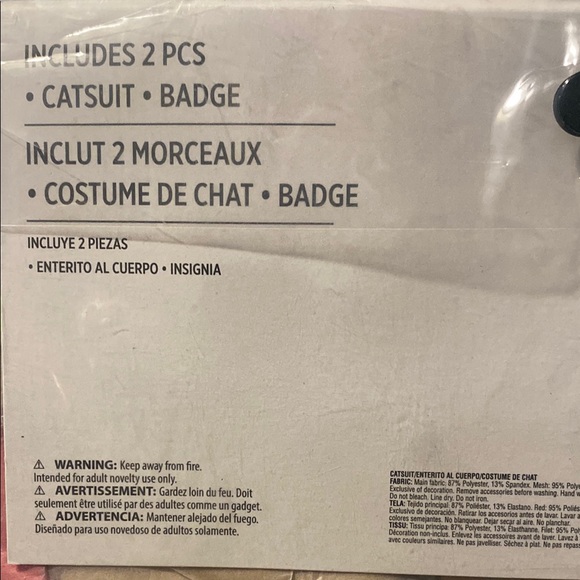 INCLUDES 2 PCS
• CATSUIT • BADGE
INCLUT 2 MORCEAUX
• COSTUME DE CHAT • BADGE
INCLUYE 2 PIEZAS
• ENTERITO AL CUERPO • INSIGNIA
⚠ WARNING: Keep away from fire.
Intended for adult novelty use only.
⚠ AVERTISSEMENT: Gardez loin du feu. Doit
seulement être utilisé par des adultes comme un gadget.
⚠ ADVERTENCIA: Mantener alejado del fuego.
Diseñado para uso novedoso de adultos solamente.
CATSUIT/ENTERITO AL CUERPO/COSTUME DE CHAT
FABRIC: Main fabric: 87% Polyester, 13% Spandex. Mesh: 95%
Exclusive of decoration. Remove accessories before washing. Hand
Do not bleach. Line dry. Do not iron.
TELA: Tejido principal: 87% Poliéster, 13% Elastano. Red: 95%
Exclusivo de decoración. Retirar los accesorios antes de lavar. Lavar
colores semejantes. No blanquear. Dejar secar al aire. No planchar.
TISSU: Tissu principal: 87% Polyester, 13% Elasthanne, Filet: 95%
Décoration non-inclus. Enlevez les accessoires avant de laver. Lavez à
avec couleurs similaires. Ne pas javelliser. Séchez à plat. Ne pas